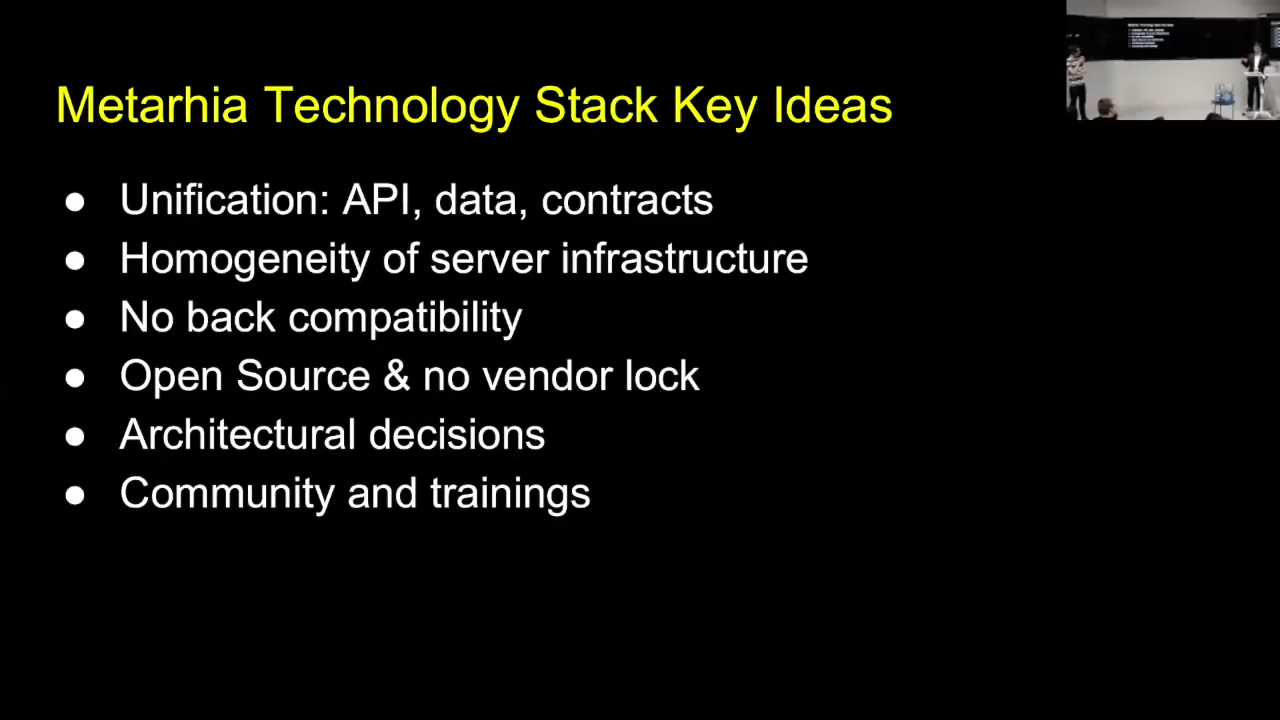 Metarhia Technology Stack Key Ideas
● Unification: API, data, contracts
● Homogeneity of server infrastructure
● No back compatibility
● Open Source & no vendor lock
● Architectural decisions
● Community and trainings